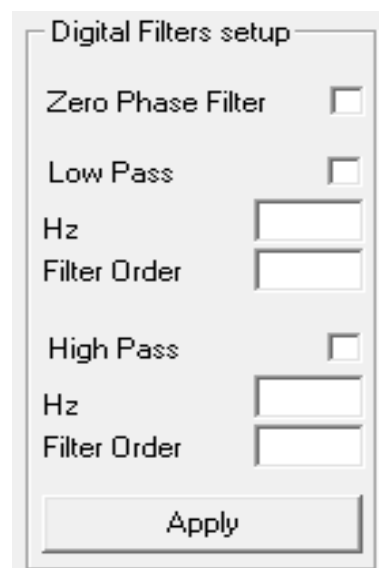 Digital Filters setup
Zero Phase Filter
Low Pass
Hz
Filter Order
High Pass
Hz
Filter Order
Apply